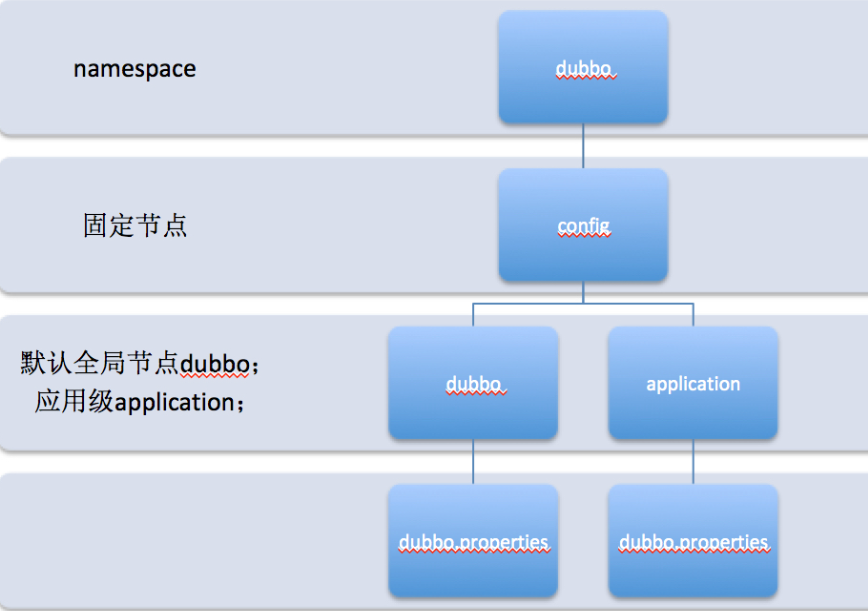 namespace
dubbo
固定节点
config
默认全局节点dubbo；
应用级application；
dubbo
application
dubbo.properties
dubbo.properties